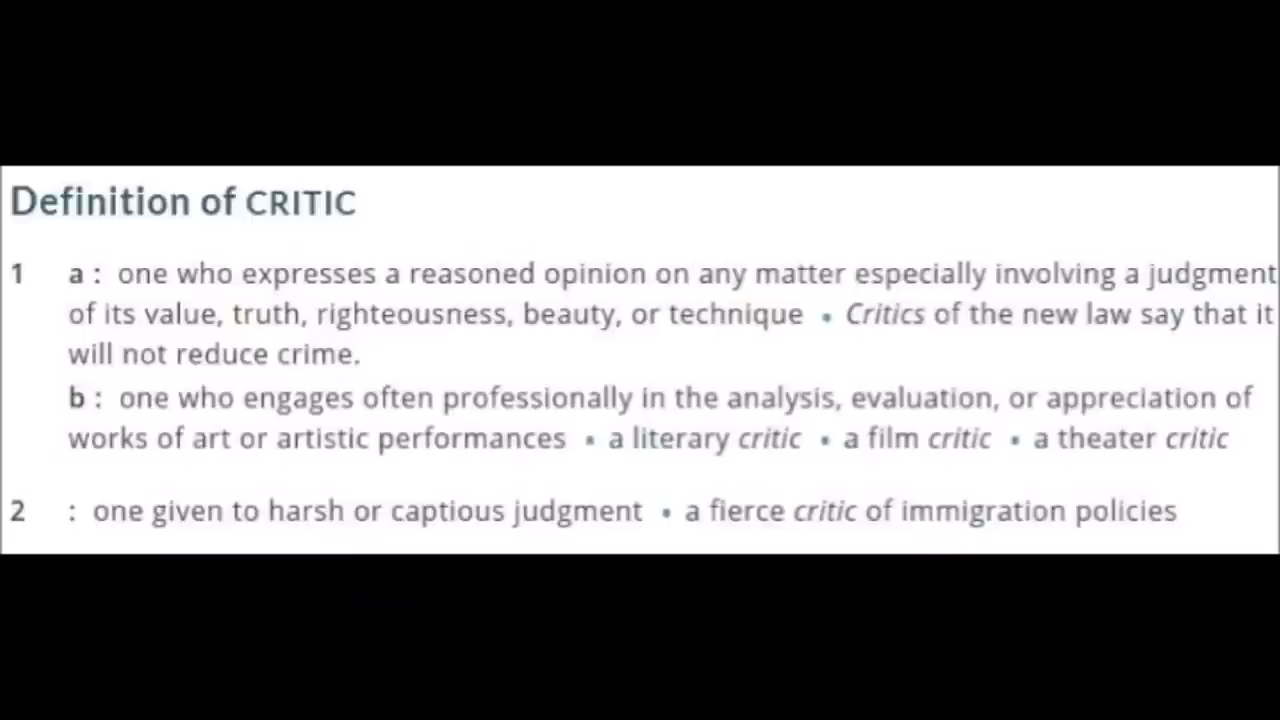 Definition of CRITIC
1 a : one who expresses a reasoned opinion on any matter especially involving a judgment
of its value, truth, righteousness, beauty, or technique • Critics of the new law say that it
will not reduce crime.
b : one who engages often professionally in the analysis, evaluation, or appreciation of
works of art or artistic performances • a literary critic • a film critic • a theater critic
2 : one given to harsh or captious judgment • a fierce critic of immigration policies